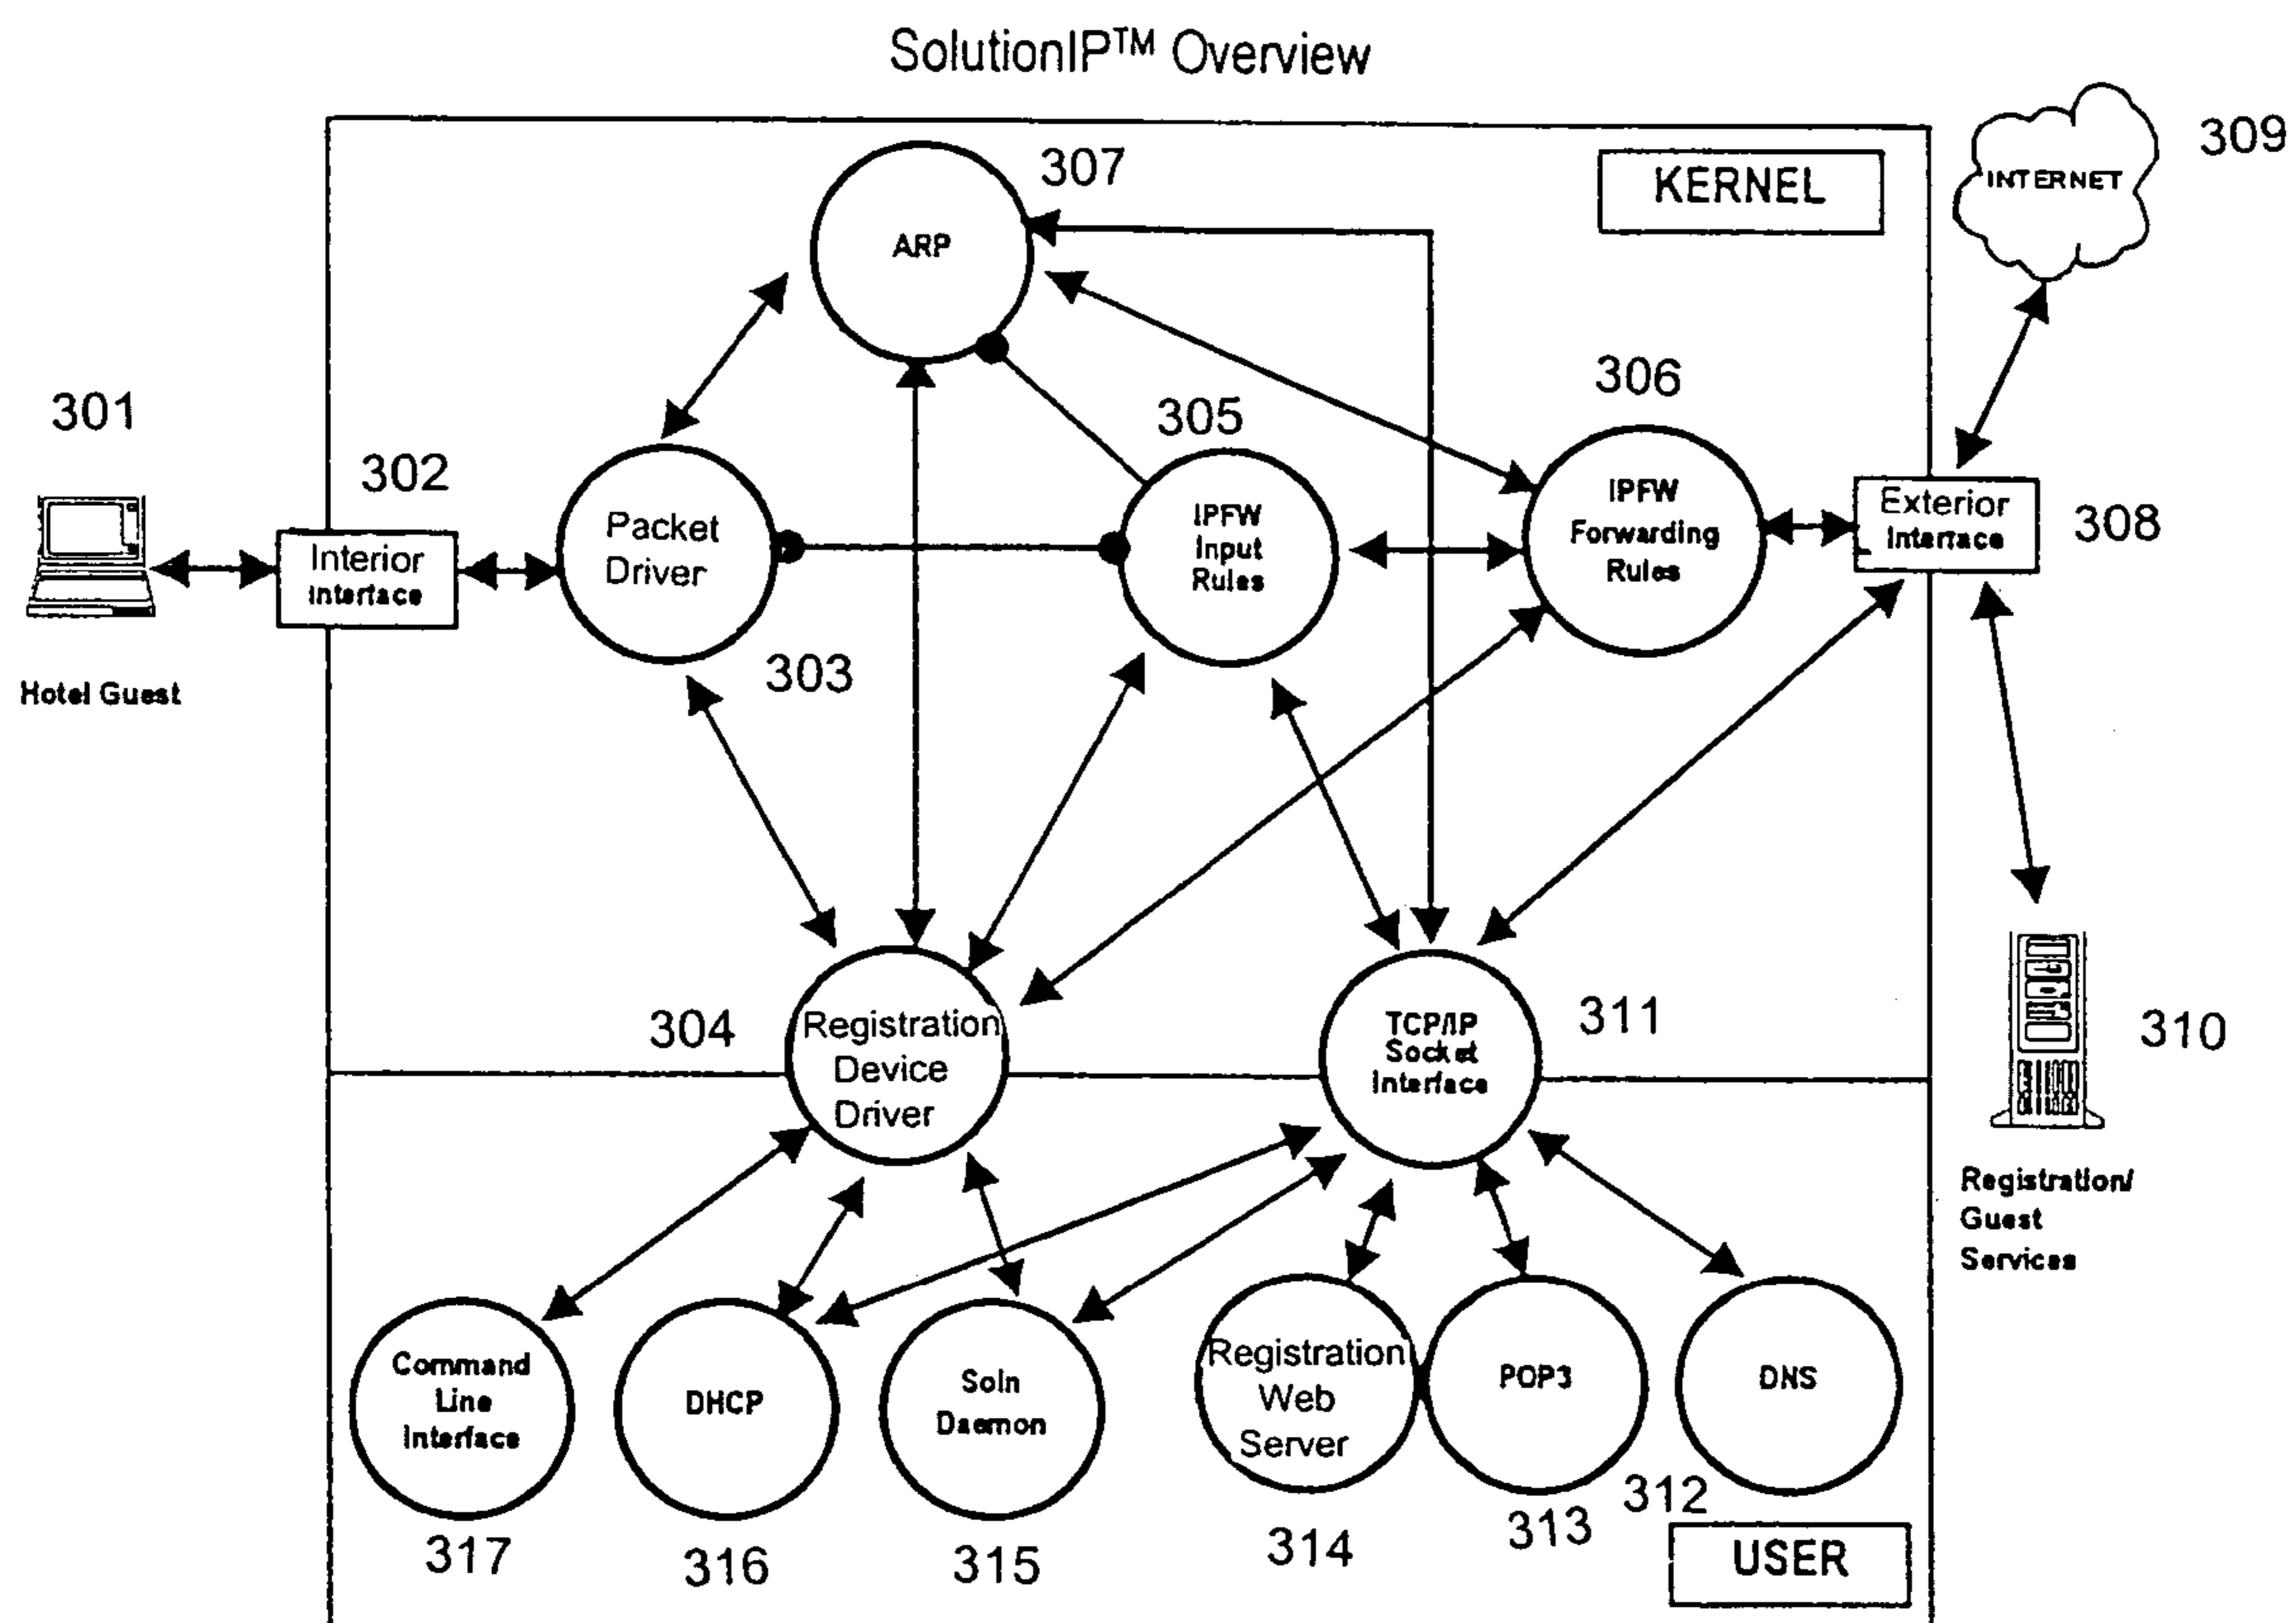 SolutionIP™ Overview
307
KERNEL
INTERNET
309
ARP
301
302
305
306
Interior
Interface
Packet
Driver
303
IPFW
Input
Rules
IPFW
Forwarding
Rules
Exterior
Interface
308
Hotel Guest
304
Registration
Device
Driver
TCP/IP
Socket
Interface
311
310
Registration/
Guest
Services
Command
Line
Interface
DHCP
Soln
Daemon
Registration
Web
Server
POP3
DNS
317
316
315
314
313
312
USER